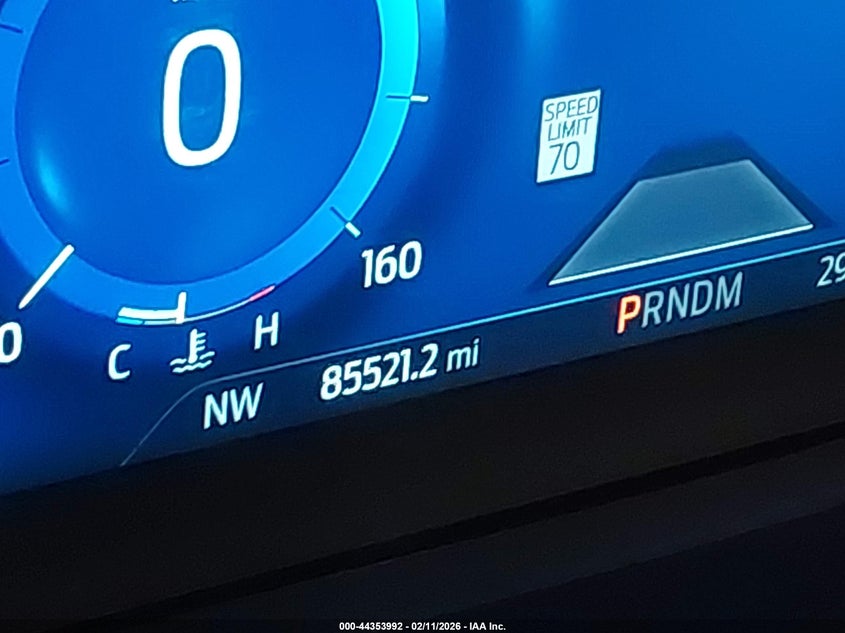 0
SPEED
LIMIT
70
160
0
C
H
PRNDM
29
NW
85521.2 mi
000-44353992 - 02/11/2026 - IAA Inc.